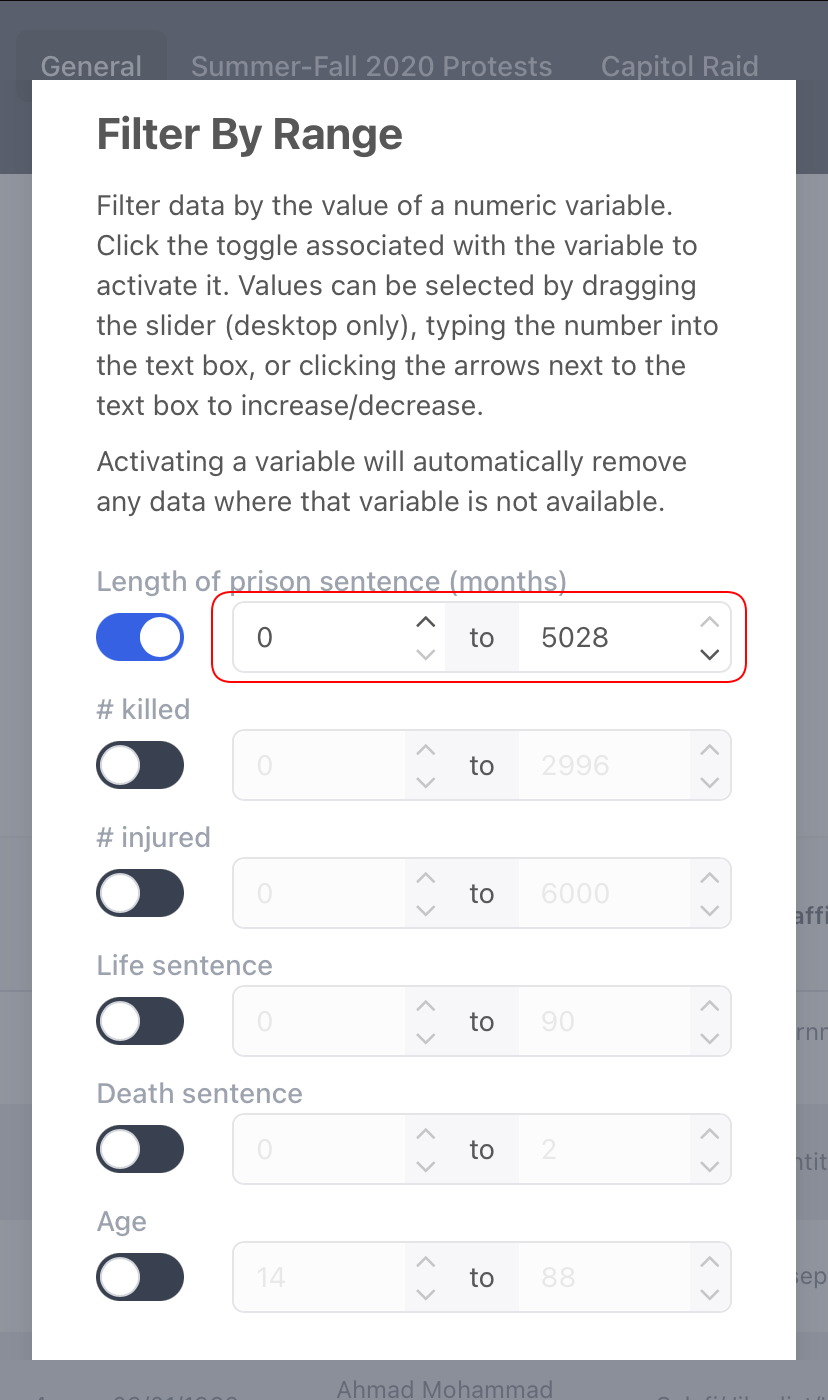 General Summer-Fall 2020 Protests Capitol Raid
Filter By Range
Filter data by the value of a numeric variable.
Click the toggle associated with the variable to
activate it. Values can be selected by dragging
the slider (desktop only), typing the number into
the text box, or clicking the arrows next to the
text box to increase/decrease.
Activating a variable will automatically remove
any data where that variable is not available.
Length of prison sentence (months)
0 to 5028
# killed
0 to 2996
# injured
0 to 6000
affi
Life sentence
0 to 90
Death sentence
0 to 2
Age
14 to 88
Ahmad Mohammad